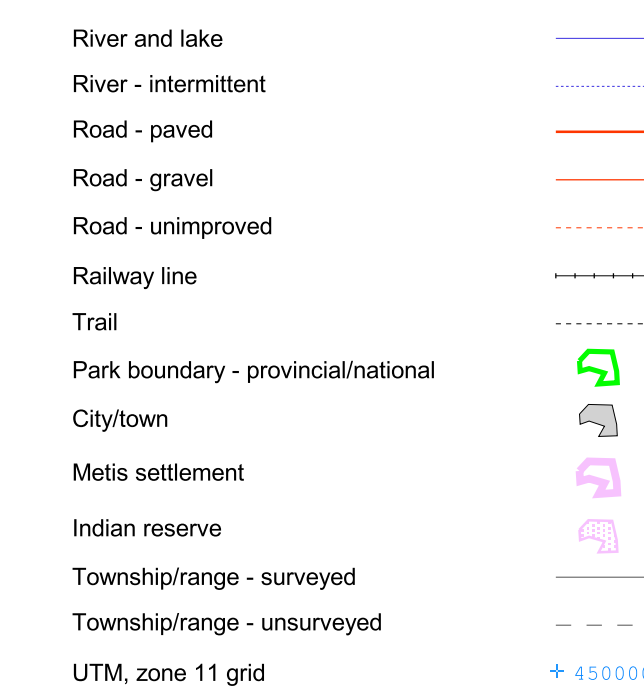 River and lake
River - intermittent
Road - paved
Road - gravel
Road - unimproved
Railway line
Trail
Park boundary - provincial/national
City/town
Metis settlement
Indian reserve
Township/range - surveyed
Township/range - unsurveyed
UTM, zone 11 grid 450000